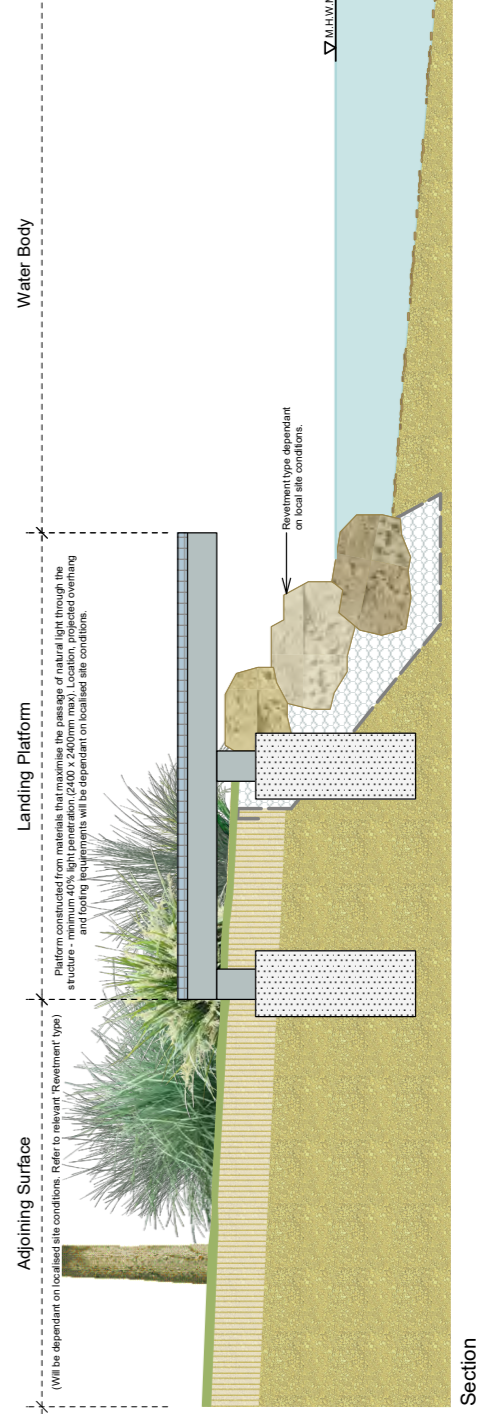 Adjoining Surface
(Will be dependant on localised site conditions. Refer to relevant 'Revetment' type)
Landing Platform
Platform constructed from materials that maximise the passage of natural light through the
structure - minimum 40% light penetration.(2400 x 2400mm max). Location, projected overhang
and footing requirements will be dependant on localised site conditions.
Water Body
Revetment type dependant
on local site conditions.
M.H.W.M
Section